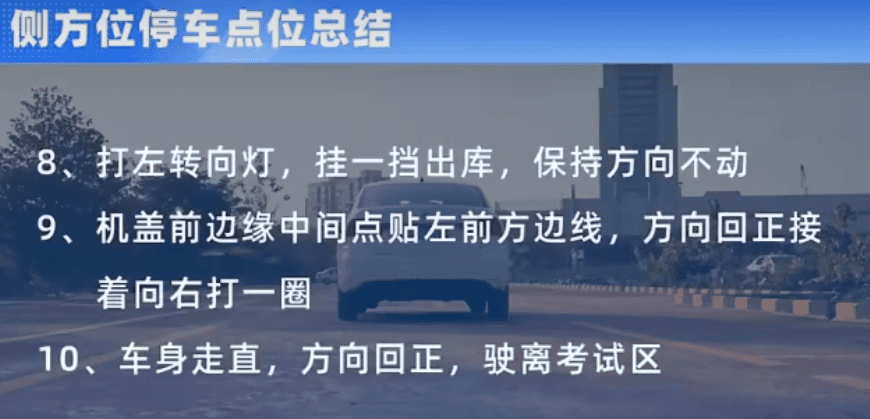 侧方位停车点位总结
8、打左转向灯，挂一挡出库，保持方向不动
9、机盖前边缘中间点贴左前方边线，方向回正接
着向右打一圈
10、车身走直，方向回正，驶离考试区